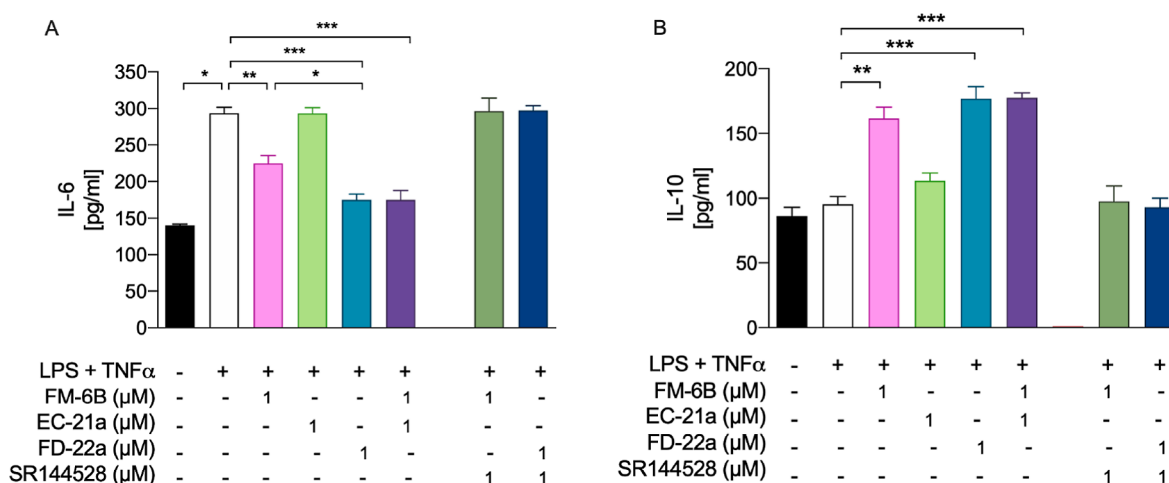 A
***
***
* ** *
350
300
250
200
150
100
50
0
IL-6
[pg/ml]
LPS + TNFα - + + + + + + +
FM-6B (μM) - - 1 - - 1 1 -
EC-21a (μM) - - - 1 - 1 - -
FD-22a (μM) - - - - 1 - - 1
SR144528 (μM) - - - - - - 1 1
B
***
***
**
200
150
100
50
0
IL-10
[pg/ml]
LPS + TNFα - + + + + + + +
FM-6B (μM) - - 1 - - 1 1 -
EC-21a (μM) - - - 1 - 1 - -
FD-22a (μM) - - - - 1 - - 1
SR144528 (μM) - - - - - - 1 1